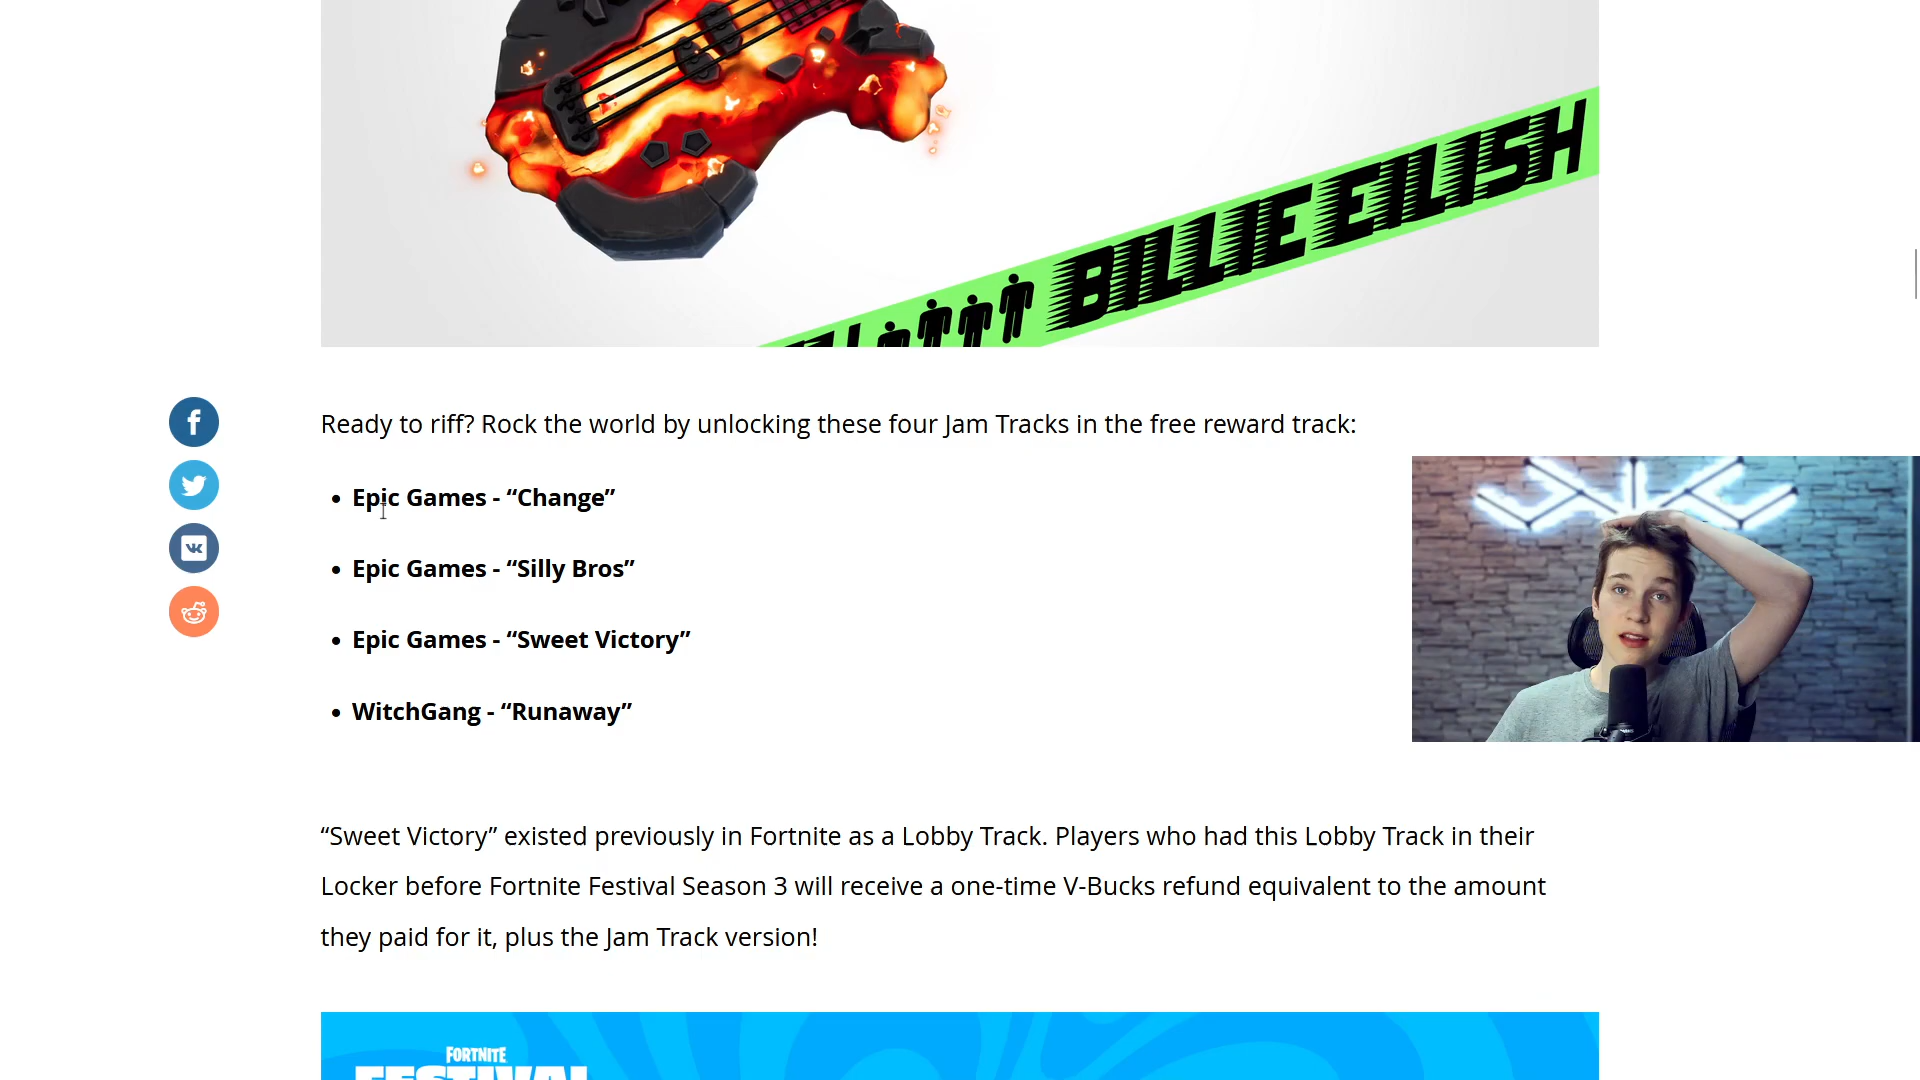 BILLIE EILISH
Ready to riff? Rock the world by unlocking these four Jam Tracks in the free reward track:
• Epic Games - “Change”
• Epic Games - “Silly Bros”
• Epic Games - “Sweet Victory”
• WitchGang - “Runaway”
“Sweet Victory” existed previously in Fortnite as a Lobby Track. Players who had this Lobby Track in their
Locker before Fortnite Festival Season 3 will receive a one-time V-Bucks refund equivalent to the amount
they paid for it, plus the Jam Track version!
FORTNITE
FESTIVAL